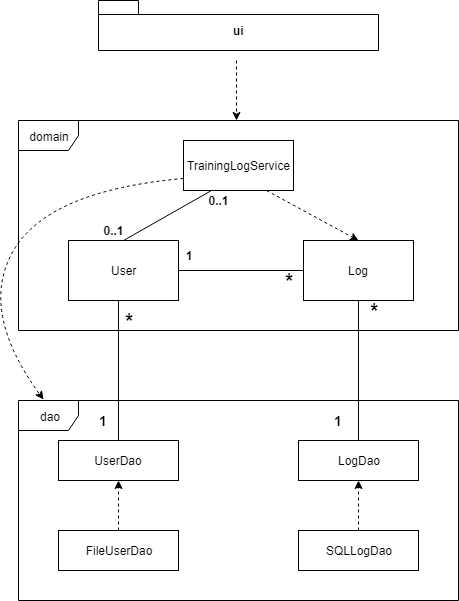 ui
domain
TrainingLogService
0..1
0..1
User
1
*
Log
*
*
dao
1
1
UserDao
LogDao
FileUserDao
SQLLogDao